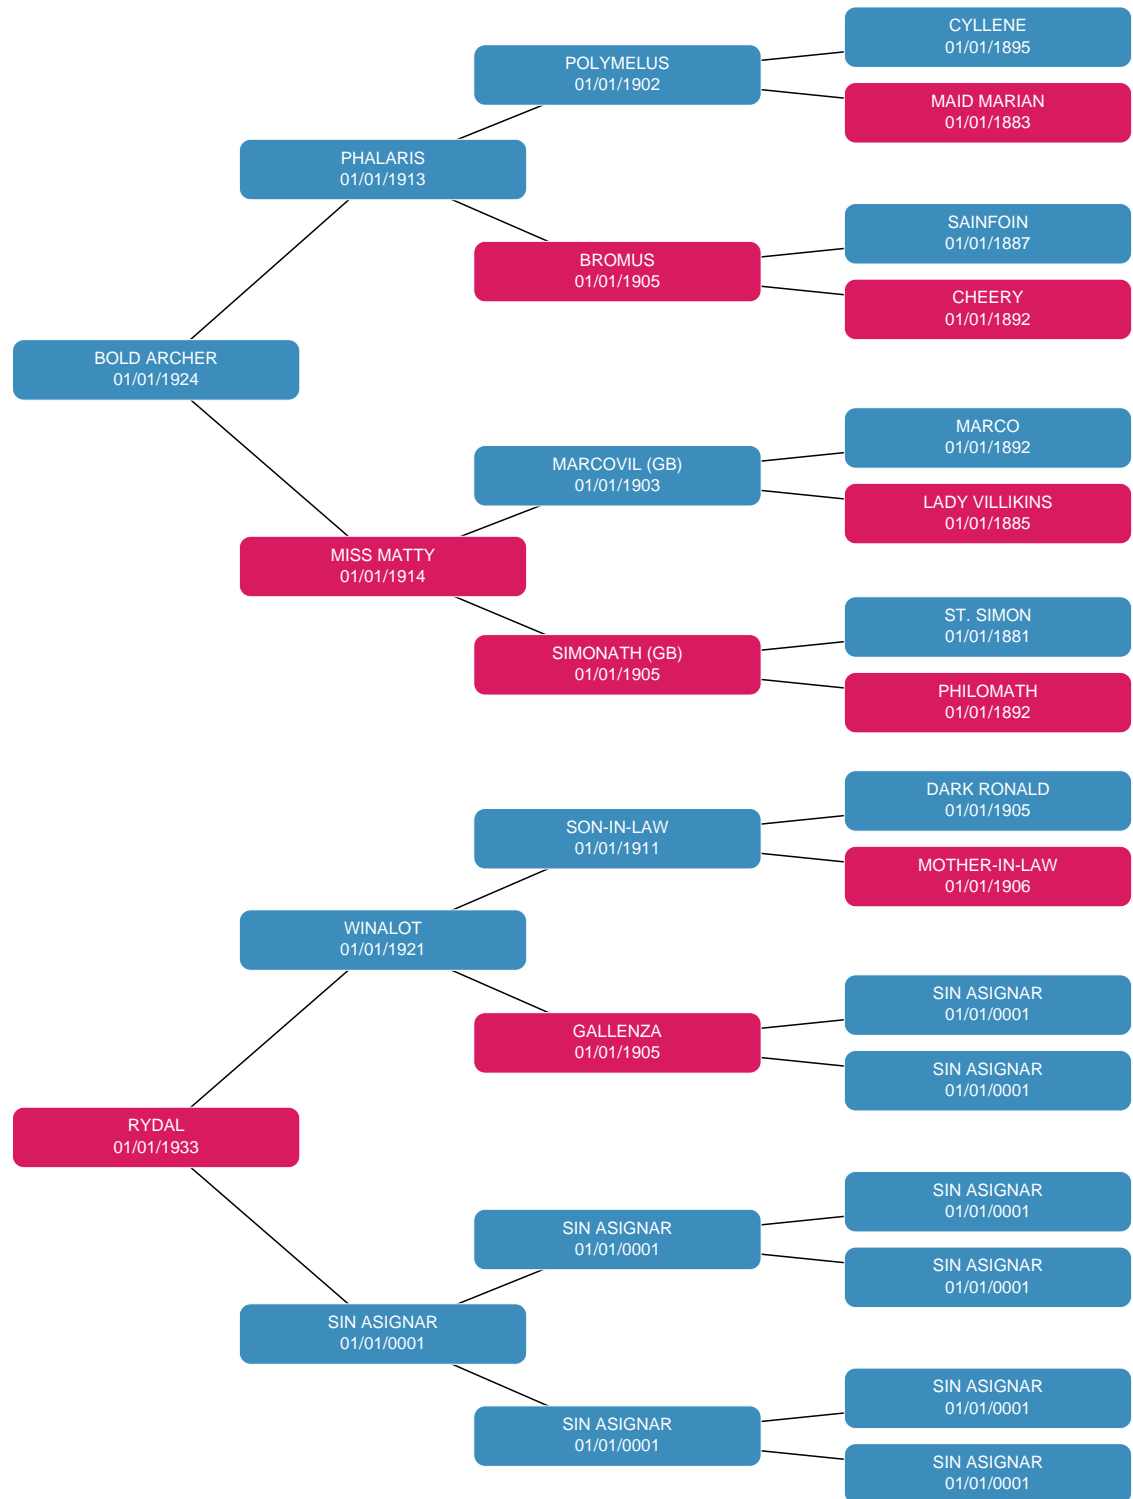 CYLLENE
01/01/1895
POLYMELUS
01/01/1902
MAID MARIAN
01/01/1883
PHALARIS
01/01/1913
SAINFOIN
01/01/1887
BROMUS
01/01/1905
CHEERY
01/01/1892
BOLD ARCHER
01/01/1924
MARCO
01/01/1892
MARCOVIL (GB)
01/01/1903
LADY VILLIKINS
01/01/1885
MISS MATTY
01/01/1914
ST. SIMON
01/01/1881
SIMONATH (GB)
01/01/1905
PHILOMATH
01/01/1892
DARK RONALD
01/01/1905
SON-IN-LAW
01/01/1911
MOTHER-IN-LAW
01/01/1906
WINALOT
01/01/1921
SIN ASIGNAR
01/01/0001
GALLENZA
01/01/1905
SIN ASIGNAR
01/01/0001
RYDAL
01/01/1933
SIN ASIGNAR
01/01/0001
SIN ASIGNAR
01/01/0001
SIN ASIGNAR
01/01/0001
SIN ASIGNAR
01/01/0001
SIN ASIGNAR
01/01/0001
SIN ASIGNAR
01/01/0001
SIN ASIGNAR
01/01/0001